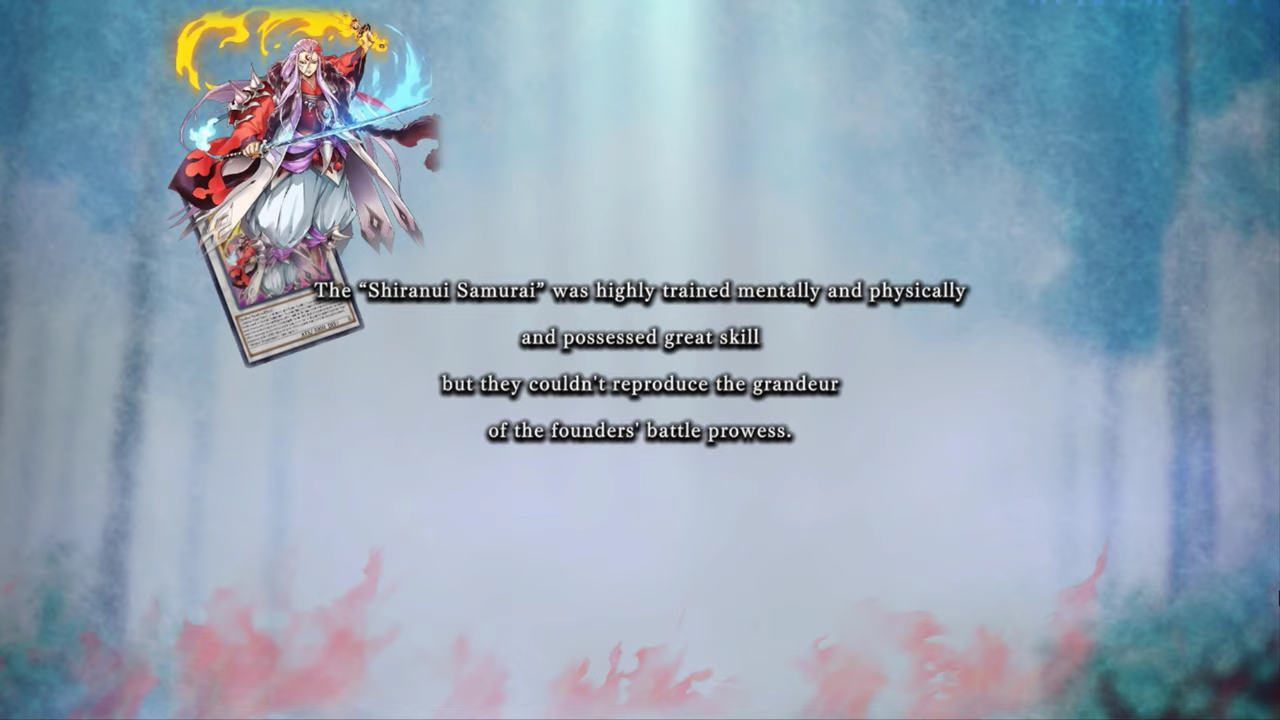 The “Shiranui Samurai” was highly trained mentally and physically
and possessed great skill
but they couldn't reproduce the grandeur
of the founders' battle prowess.